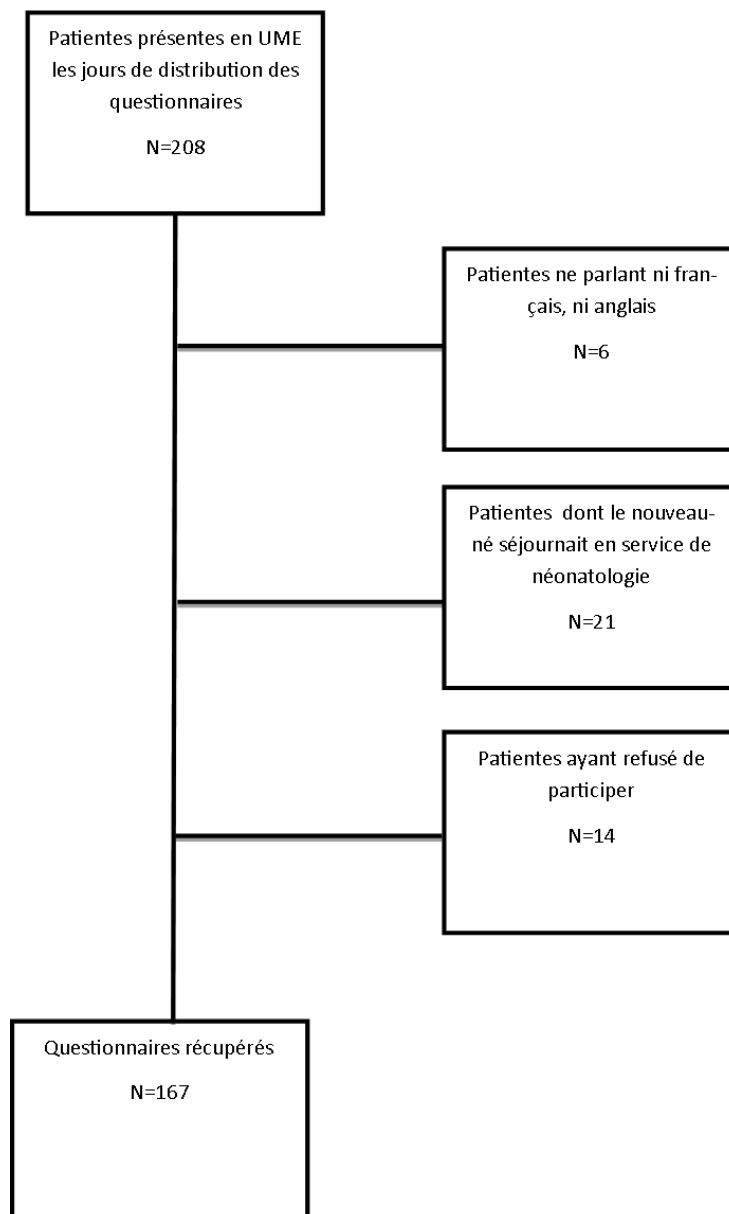 Patientes présentes en UME
les jours de distribution des
questionnaires
N=208
Patientes ne parlant ni fran-
çais, ni anglais
N=6
Patientes dont le nouveau-
né séjournait en service de
néonatologie
N=21
Patientes ayant refusé de
participer
N=14
Questionnaires récupérés
N=167